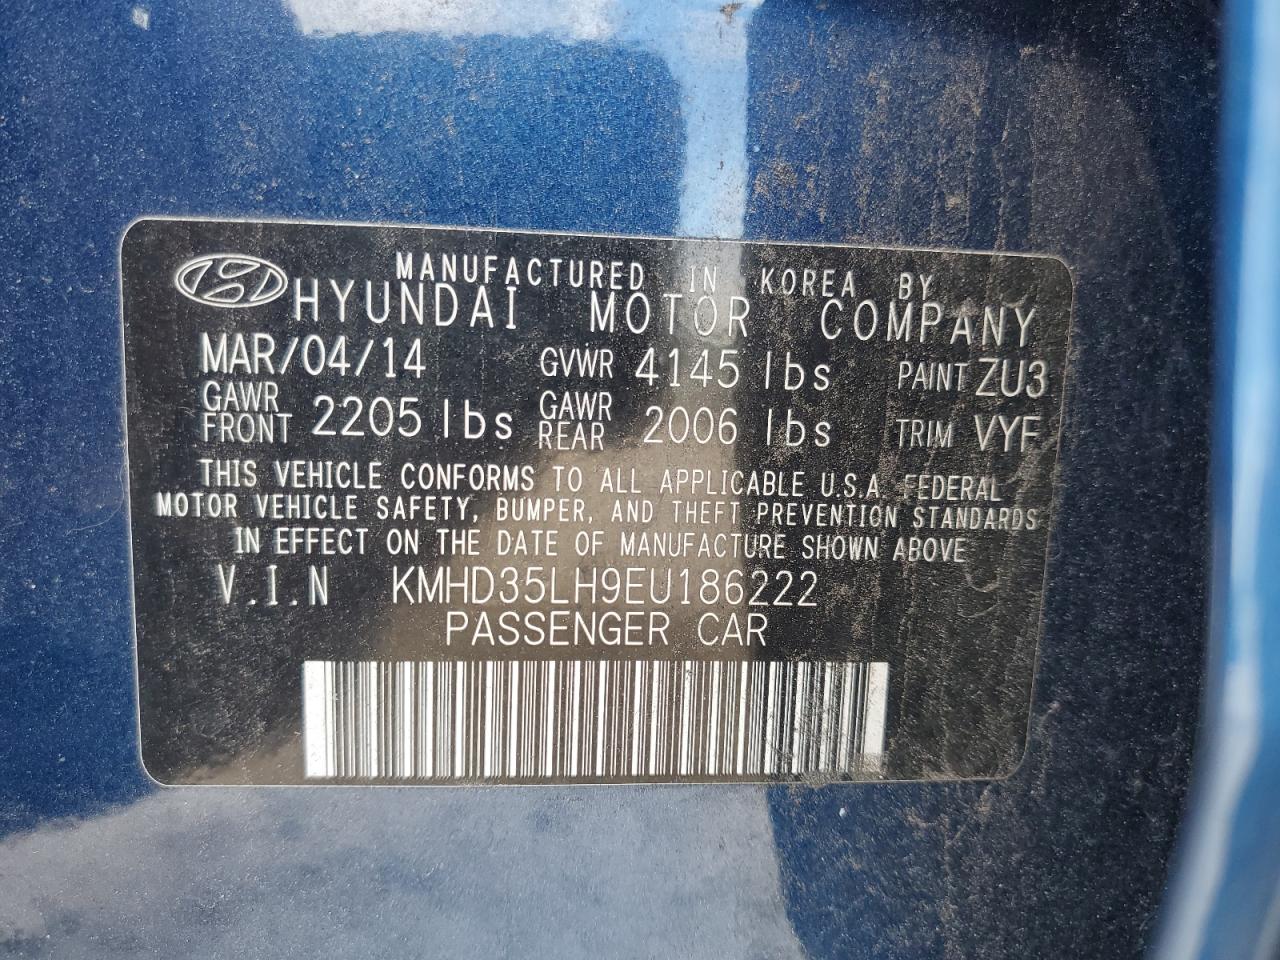 MANUFACTURED IN KOREA BY
HYUNDAI MOTOR COMPANY
MAR/04/14 GVWR 4145 lbs PAINT ZU3
GAWR FRONT 2205 lbs GAWR REAR 2006 lbs TRIM VYF
THIS VEHICLE CONFORMS TO ALL APPLICABLE U.S.A. FEDERAL
MOTOR VEHICLE SAFETY, BUMPER, AND THEFT PREVENTION STANDARDS
IN EFFECT ON THE DATE OF MANUFACTURE SHOWN ABOVE
V.I.N KMHD35LH9EU186222
PASSENGER CAR